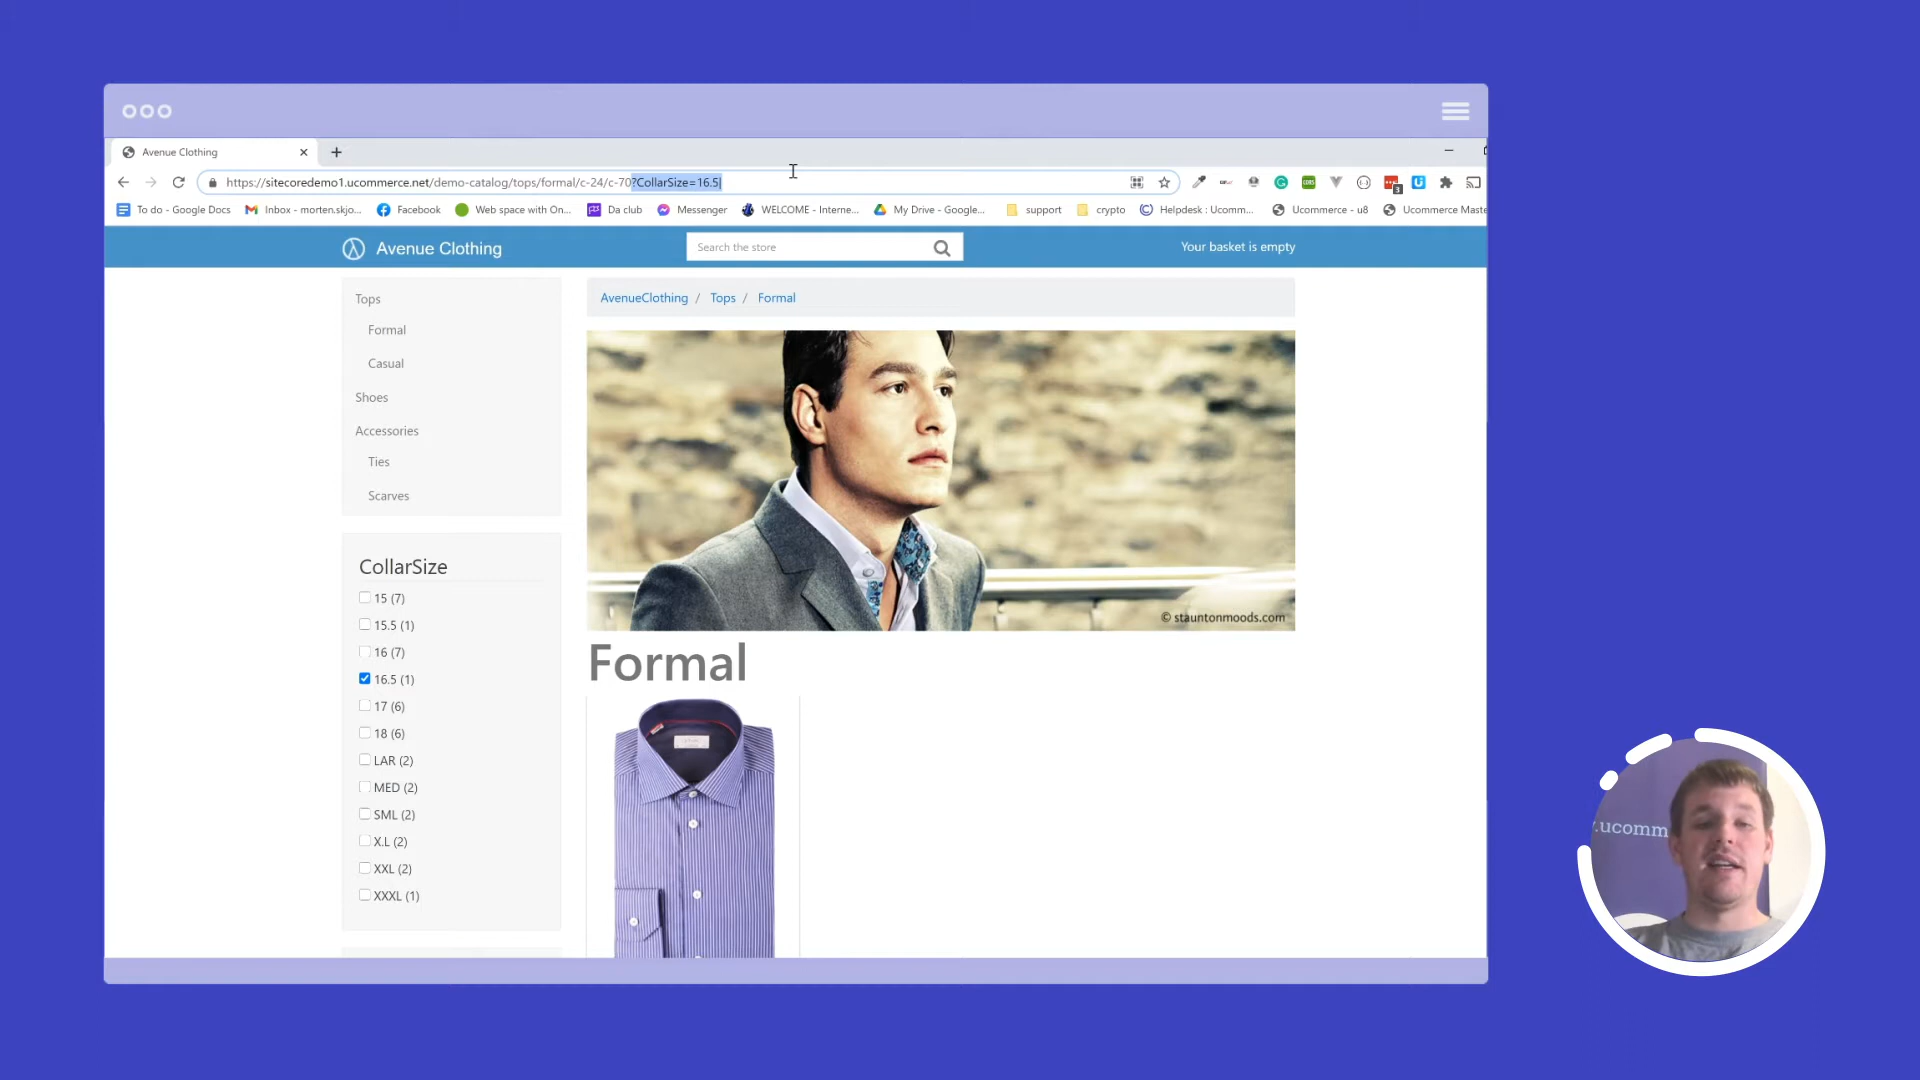 Avenue Clothing
https://sitecoredemo1.ucommerce.net/demo-catalog/tops/formal/c-24/c-70?CollarSize=16.5|
To do - Google Docs Inbox - morten.skjo... Facebook Web space with On... Da club Messenger WELCOME - Interne... My Drive - Google... support crypto Helpdesk : Ucomm... Ucommerce - u8 Ucommerce Maste
Avenue Clothing
Search the store
Your basket is empty
Tops
Formal
Casual
Shoes
Accessories
Ties
Scarves
AvenueClothing / Tops / Formal
© stauntonmoods.com
CollarSize
15 (7)
15.5 (1)
16 (7)
16.5 (1)
17 (6)
18 (6)
LAR (2)
MED (2)
SML (2)
X.L (2)
XXL (2)
XXXL (1)
Formal
.ucomm